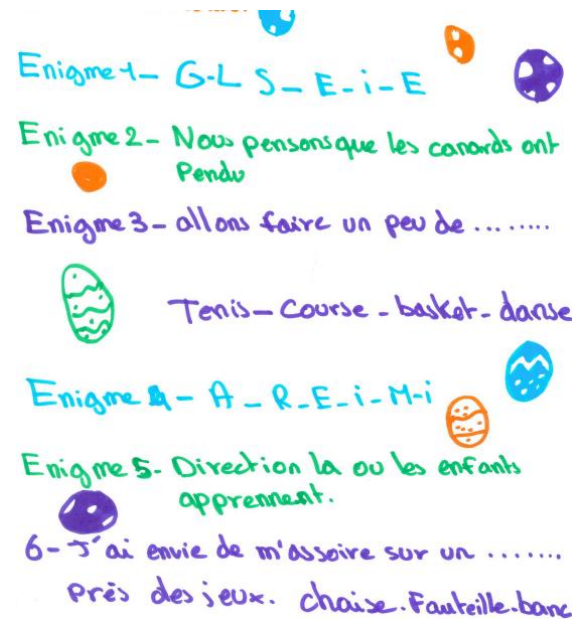 Enigme 1- G-L S-E-i-E
Enigme 2- Nous pensons que les canards ont
Pendu
Enigme 3- allons faire un peu de ........
Tenis-course-basket-danse
Enigme 4- A-R-E-i-M-i
Enigme 5- Direction la ou les enfants
apprennent.
6- J'ai envie de m'assoire sur un .......
près des jeux. chaise.Fauteille.banc